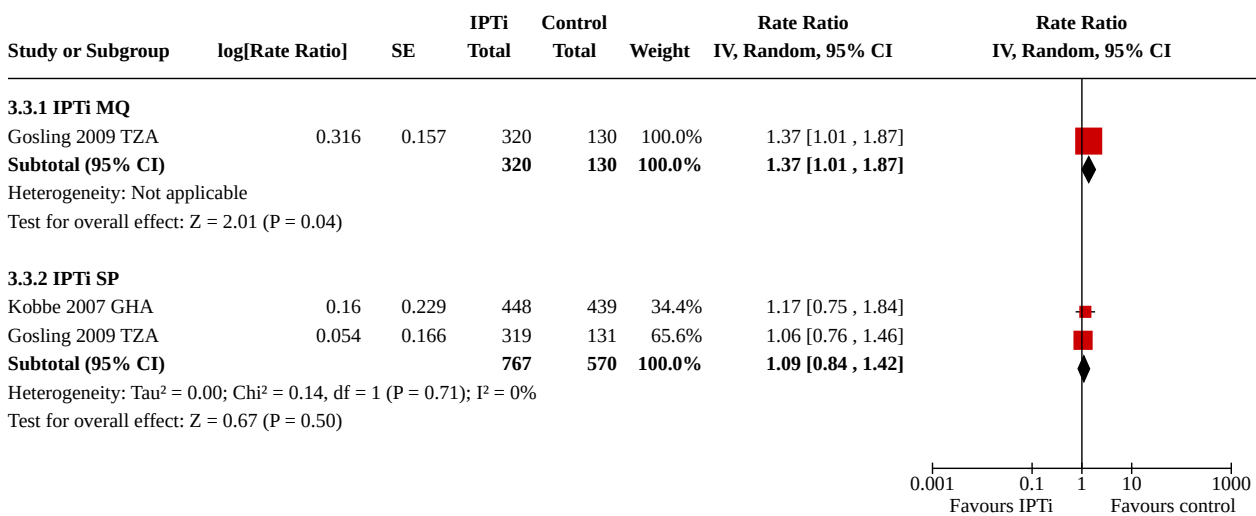 IPTi Control Rate Ratio Rate Ratio
Study or Subgroup log[Rate Ratio] SE Total Total Weight IV, Random, 95% CI IV, Random, 95% CI
3.3.1 IPTi MQ
Gosling 2009 TZA 0.316 0.157 320 130 100.0% 1.37 [1.01 , 1.87]
Subtotal (95% CI) 320 130 100.0% 1.37 [1.01 , 1.87]
Heterogeneity: Not applicable
Test for overall effect: Z = 2.01 (P = 0.04)
3.3.2 IPTi SP
Kobbe 2007 GHA 0.16 0.229 448 439 34.4% 1.17 [0.75 , 1.84]
Gosling 2009 TZA 0.054 0.166 319 131 65.6% 1.06 [0.76 , 1.46]
Subtotal (95% CI) 767 570 100.0% 1.09 [0.84 , 1.42]
Heterogeneity: Tau² = 0.00; Chi² = 0.14, df = 1 (P = 0.71); I² = 0%
Test for overall effect: Z = 0.67 (P = 0.50)
0.001 0.1 1 10 1000
Favours IPTi Favours control